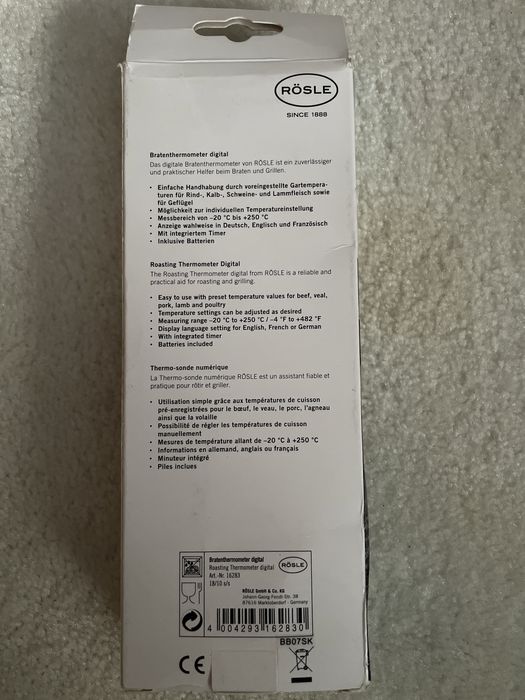 RÖSLE
SINCE 1888
Bratenthermometer digital
Das digitale Bratenthermometer von RÖSLE ist ein zuverlässiger
und praktischer Helfer beim Braten und Grillen.
• Einfache Handhabung durch voreingestellte Gartempera-
turen für Rind-, Kalb-, Schweine- und Lammfleisch sowie
für Geflügel
• Möglichkeit zur individuellen Temperatureinstellung
• Messbereich von –20 °C bis +250 °C
• Anzeige wahlweise in Deutsch, Englisch und Französisch
• Mit integriertem Timer
• Inklusive Batterien
Roasting Thermometer Digital
The Roasting Thermometer digital from RÖSLE is a reliable and
practical aid for roasting and grilling.
• Easy to use with preset temperature values for beef, veal,
pork, lamb and poultry
• Temperature settings can be adjusted as desired
• Measuring range –20 °C to +250 °C / –4 °F to +482 °F
• Display language setting for English, French or German
• With integrated timer
• Batteries included
Thermo-sonde numérique
La Thermo-sonde numérique RÖSLE est un assistant fiable et
pratique pour rôtir et griller.
• Utilisation simple grâce aux températures de cuisson
pré-enregistrées pour le bœuf, le veau, le porc, l'agneau
ainsi que la volaille
• Possibilité de régler les températures de cuisson
manuellement
• Mesures de température allant de –20 °C à +250 °C
• Informations en allemand, anglais ou français
• Minuteur intégré
• Piles inclues
Bratenthermometer digital
Roasting Thermometer digital
Art.-Nr. 16283
18/10 s/s
RÖSLE
RÖSLE GmbH & Co. KG
Johann-Georg-Fendt-Str. 38
87616 Marktoberdorf - Germany
4 004293 162830
BB07SK
CE